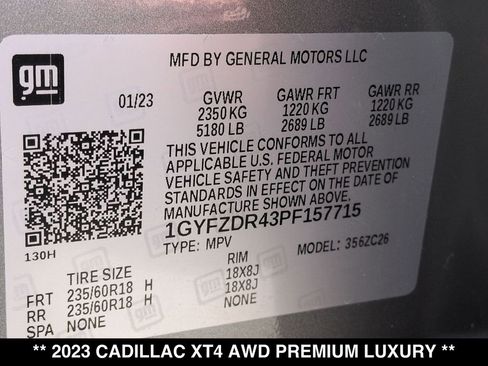 gm
MFD BY GENERAL MOTORS LLC
01/23 GVWR GAWR FRT GAWR RR
2350 KG 1220 KG 1220 KG
5180 LB 2689 LB 2689 LB
THIS VEHICLE CONFORMS TO ALL
APPLICABLE U.S. FEDERAL MOTOR
VEHICLE SAFETY AND THEFT PREVENTION
STANDARDS IN EFFECT ON THE DATE OF
MANUFACTURE SHOWN ABOVE.
1GYFZDR43PF157715
130H TYPE: MPV MODEL: 356ZC26
TIRE SIZE RIM
FRT 235/60R18 H 18X8J
RR 235/60R18 H 18X8J
SPA NONE NONE
** 2023 CADILLAC XT4 AWD PREMIUM LUXURY **